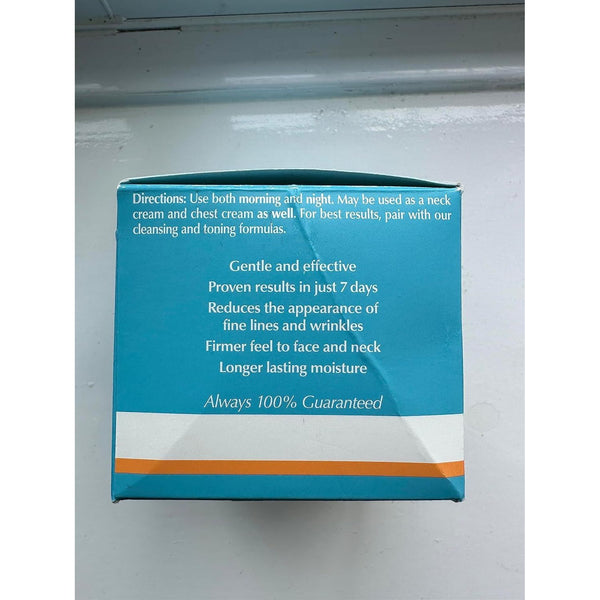 Directions: Use both morning and night. May be used as a neck
cream and chest cream as well. For best results, pair with our
cleansing and toning formulas.
Gentle and effective
Proven results in just 7 days
Reduces the appearance of
fine lines and wrinkles
Firmer feel to face and neck
Longer lasting moisture
Always 100% Guaranteed